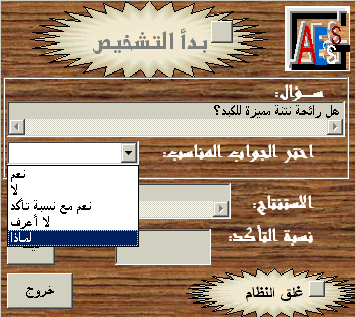 بدأ التشخيص
AES
سؤال:
هل رائحة نتنة مميزة للكبد؟
اختر الجواب المناسب:
نعم
لا
نعم مع نسبة تأكد
لا أعرف
لماذا
الاستنتاج:
نسبة التأكد:
خروج
غلق النظام